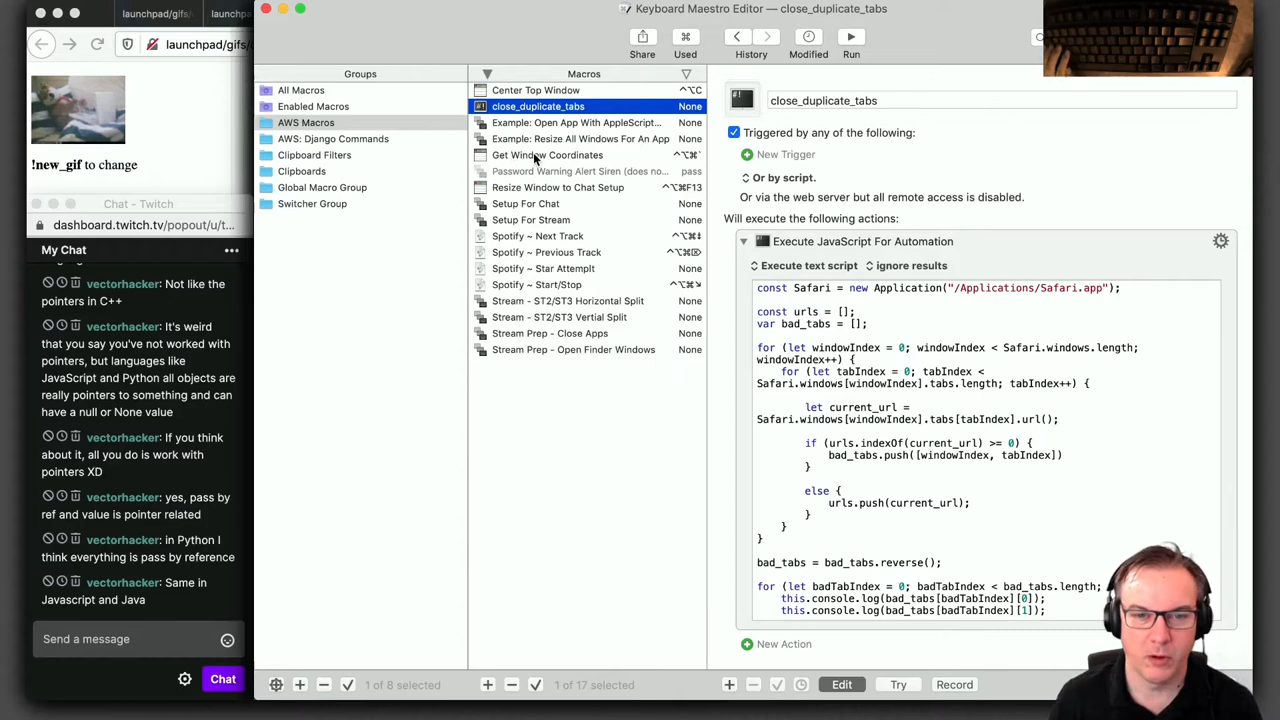 launchpad/gifs/
launchpad/
launchpad/gifs/
!new_gif to change
Chat - Twitch
dashboard.twitch.tv/popout/u/t...
My Chat
vectorhacker: Not like the
pointers in C++
vectorhacker: It's weird
that you say you've not worked with
pointers, but languages like
JavaScript and Python all objects are
really pointers to something and can
have a null or None value
vectorhacker: If you think
about it, all you do is work with
pointers XD
vectorhacker: yes, pass by
ref and value is pointer related
vectorhacker: in Python I
think everything is pass by reference
vectorhacker: Same in
Javascript and Java
Send a message
Chat
Keyboard Maestro Editor — close_duplicate_tabs
Share
Used
History
Modified
Run
Groups
All Macros
Enabled Macros
AWS Macros
AWS: Django Commands
Clipboard Filters
Clipboards
Global Macro Group
Switcher Group
1 of 8 selected
Macros
Center Top Window ⌃⌥C
close_duplicate_tabs None
Example: Open App With AppleScript... None
Example: Resize All Windows For An App None
Get Window Coordinates ⌃⌥⌘`
Password Warning Alert Siren (does no... pass
Resize Window to Chat Setup ⌃⌥⌘F13
Setup For Chat None
Setup For Stream None
Spotify ~ Next Track ⌃⌥⌘⇟
Spotify ~ Previous Track ⌃⌥⌘⌦
Spotify ~ Star AttempIt None
Spotify ~ Start/Stop ⌃⌥⌘↘
Stream - ST2/ST3 Horizontal Split None
Stream - ST2/ST3 Vertial Split None
Stream Prep - Close Apps None
Stream Prep - Open Finder Windows None
1 of 17 selected
close_duplicate_tabs
Triggered by any of the following:
New Trigger
Or by script.
Or via the web server but all remote access is disabled.
Will execute the following actions:
Execute JavaScript For Automation
Execute text script ignore results
const Safari = new Application("/Applications/Safari.app");
const urls = [];
var bad_tabs = [];
for (let windowIndex = 0; windowIndex < Safari.windows.length;
windowIndex++) {
for (let tabIndex = 0; tabIndex <
Safari.windows[windowIndex].tabs.length; tabIndex++) {
let current_url =
Safari.windows[windowIndex].tabs[tabIndex].url();
if (urls.indexOf(current_url) >= 0) {
bad_tabs.push([windowIndex, tabIndex])
}
else {
urls.push(current_url);
}
}
}
bad_tabs = bad_tabs.reverse();
for (let badTabIndex = 0; badTabIndex < bad_tabs.length;
this.console.log(bad_tabs[badTabIndex][0]);
this.console.log(bad_tabs[badTabIndex][1]);
New Action
Edit
Try
Record